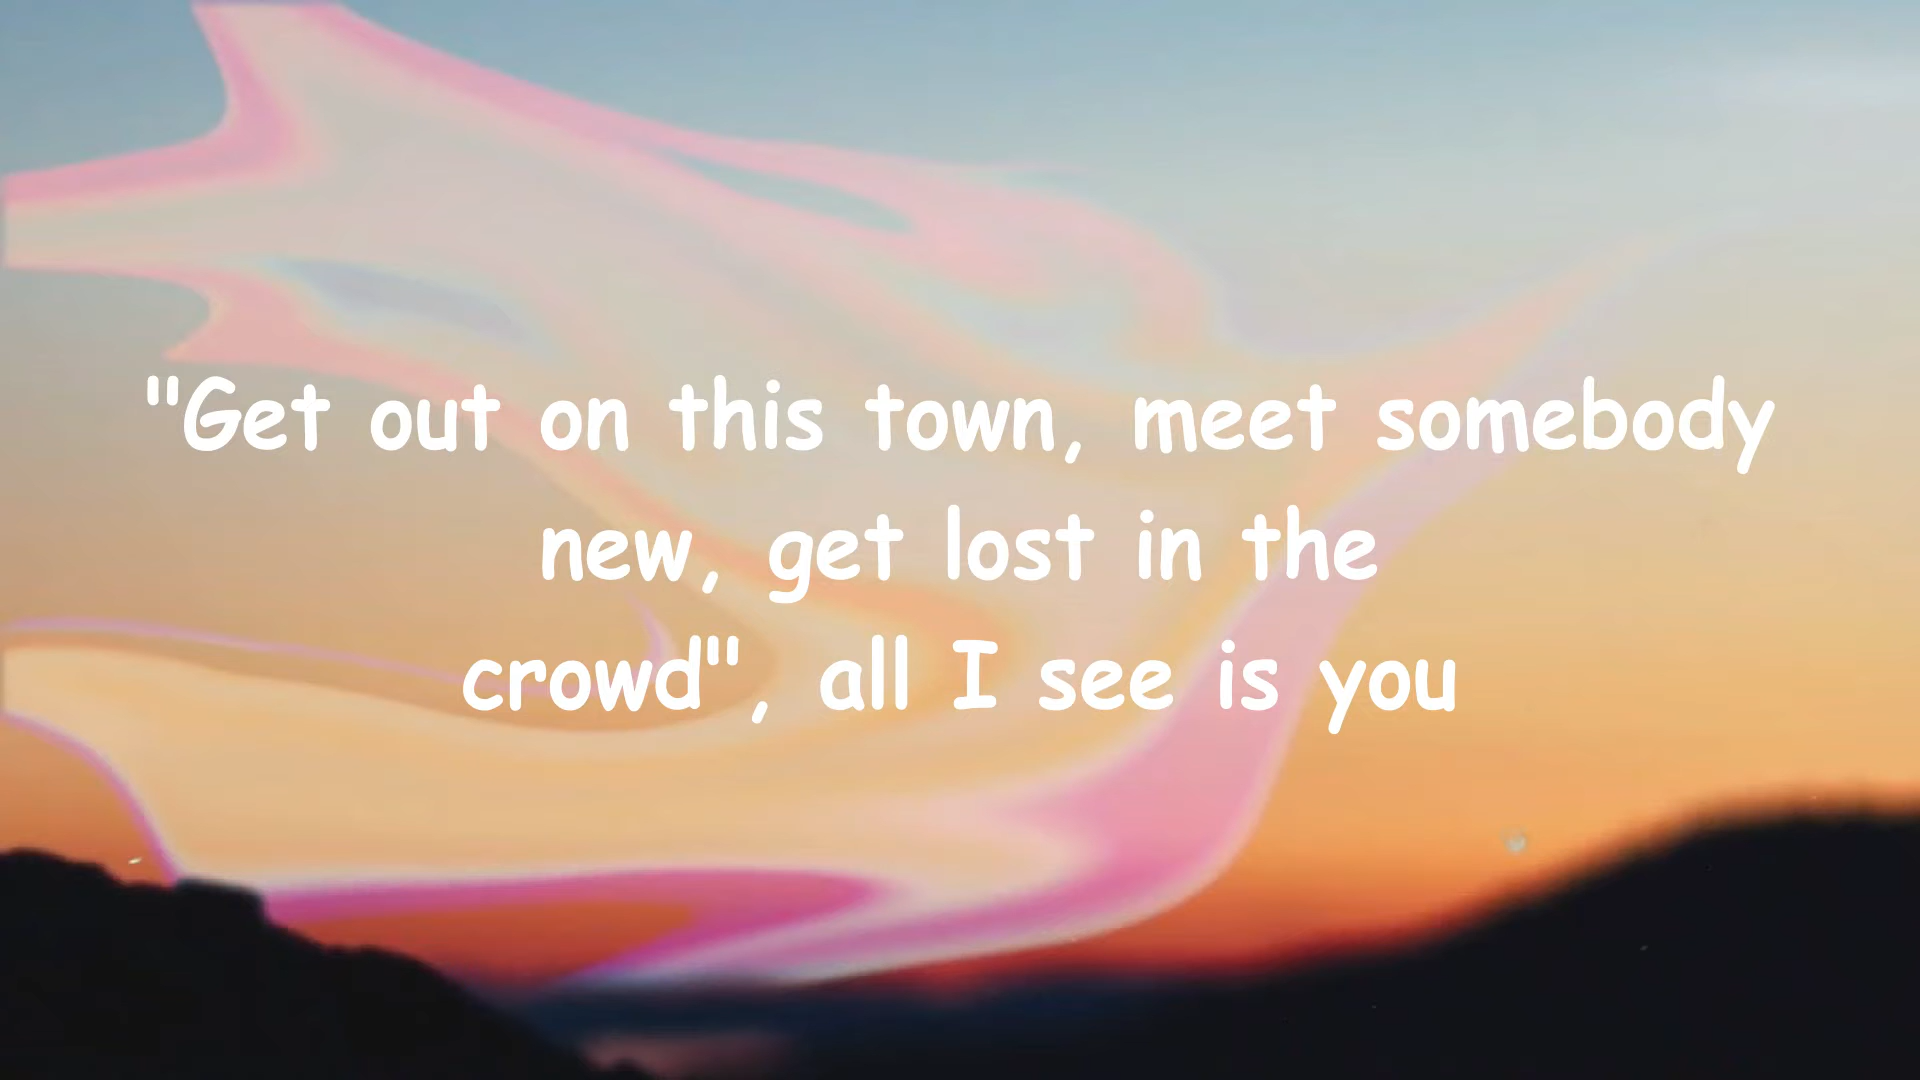 "Get out on this town, meet somebody
new, get lost in the
crowd", all I see is you